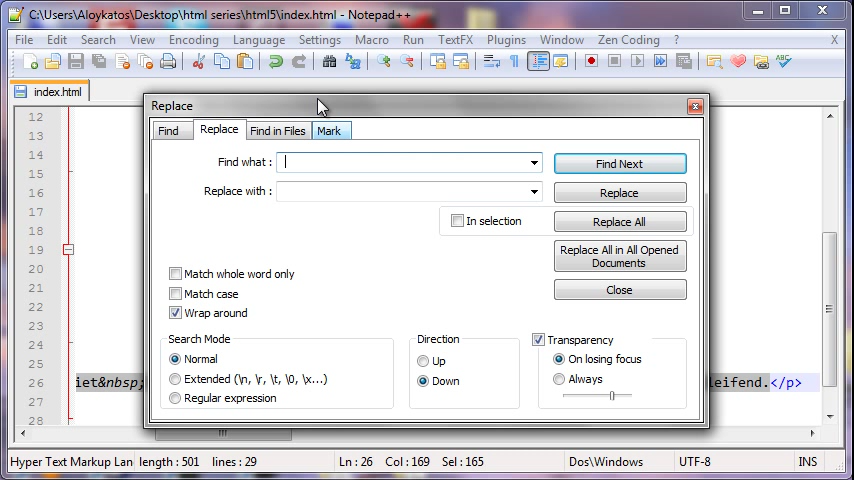 C:\Users\Aloykatos\Desktop\html series\html5\index.html - Notepad++
File Edit Search View Encoding Language Settings Macro Run TextFX Plugins Window Zen Coding ? X
index.html
Replace
Find Replace Find in Files Mark
Find what : Find Next
Replace with : Replace
In selection Replace All
Replace All in All Opened
Documents
Match whole word only
Match case Close
Wrap around
Search Mode Direction Transparency
Normal Up On losing focus
Extended (\n, \r, \t, \0, \x...) Down Always
Regular expression
12
13
14
15
16
17
18
19
20
21
22
23
24
25
26 iet&nbsp; leifend.</p>
27
28
Hyper Text Markup Lan length : 501 lines : 29 Ln : 26 Col : 169 Sel : 165 Dos\Windows UTF-8 INS